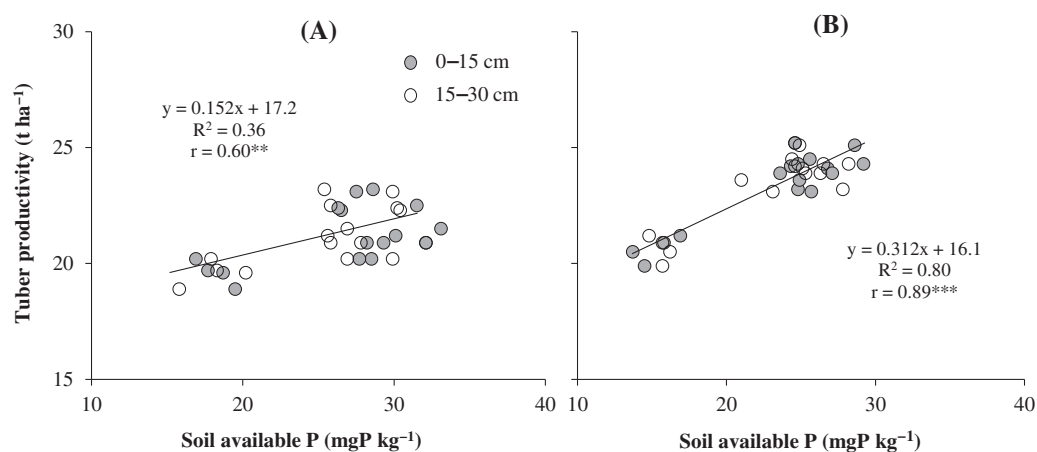 (A)
(B)
0–15 cm
15–30 cm
y = 0.152x + 17.2
R² = 0.36
r = 0.60**
y = 0.312x + 16.1
R² = 0.80
r = 0.89***
Tuber productivity (t ha⁻¹)
30
25
20
15
10
20
30
40
10
20
30
40
Soil available P (mgP kg⁻¹)
Soil available P (mgP kg⁻¹)